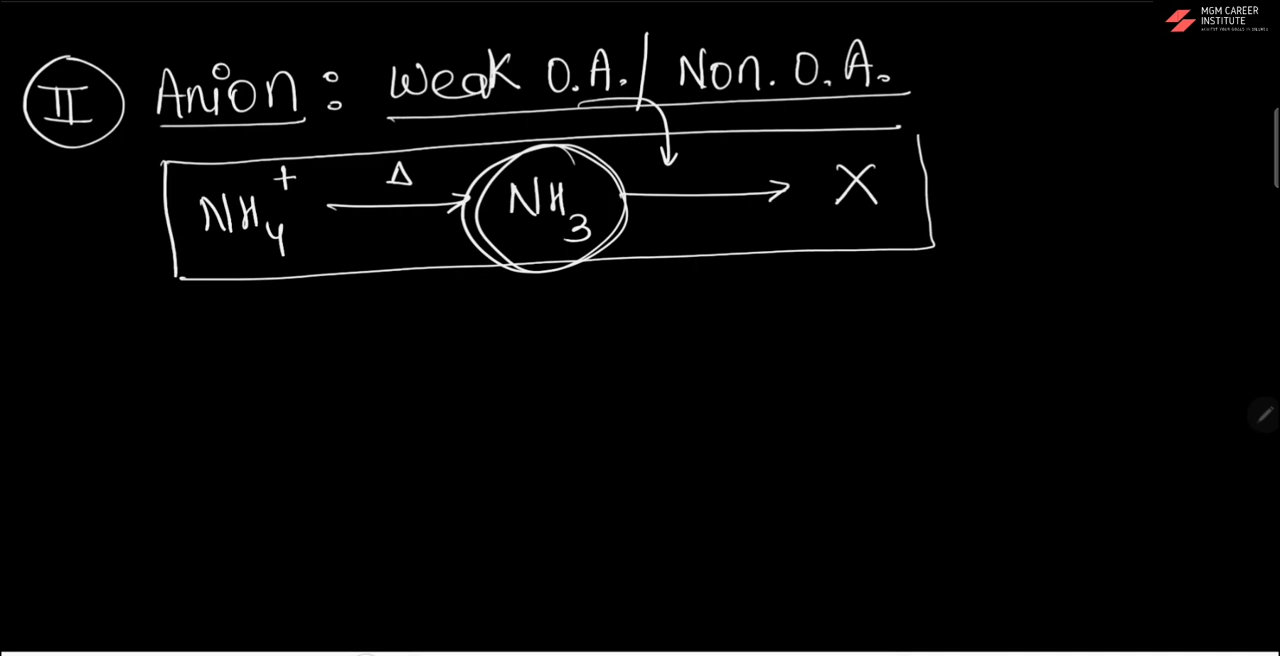 MGM CAREER
INSTITUTE
II Anion : Weak O.A. / Non. O.A.
NH4+ Δ → NH3 → X